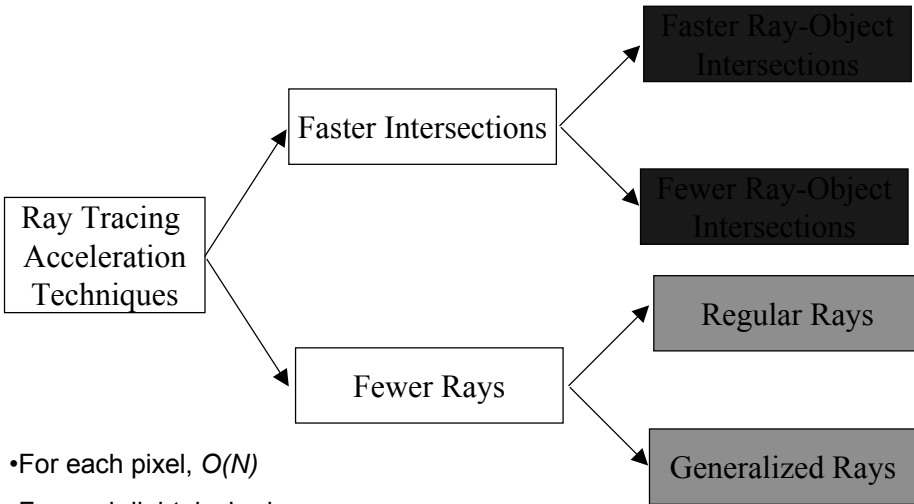 Faster Ray-Object
Intersections
Faster Intersections
Fewer Ray-Object
Intersections
Ray Tracing
Acceleration
Techniques
Regular Rays
Fewer Rays
Generalized Rays
•For each pixel, O(N)